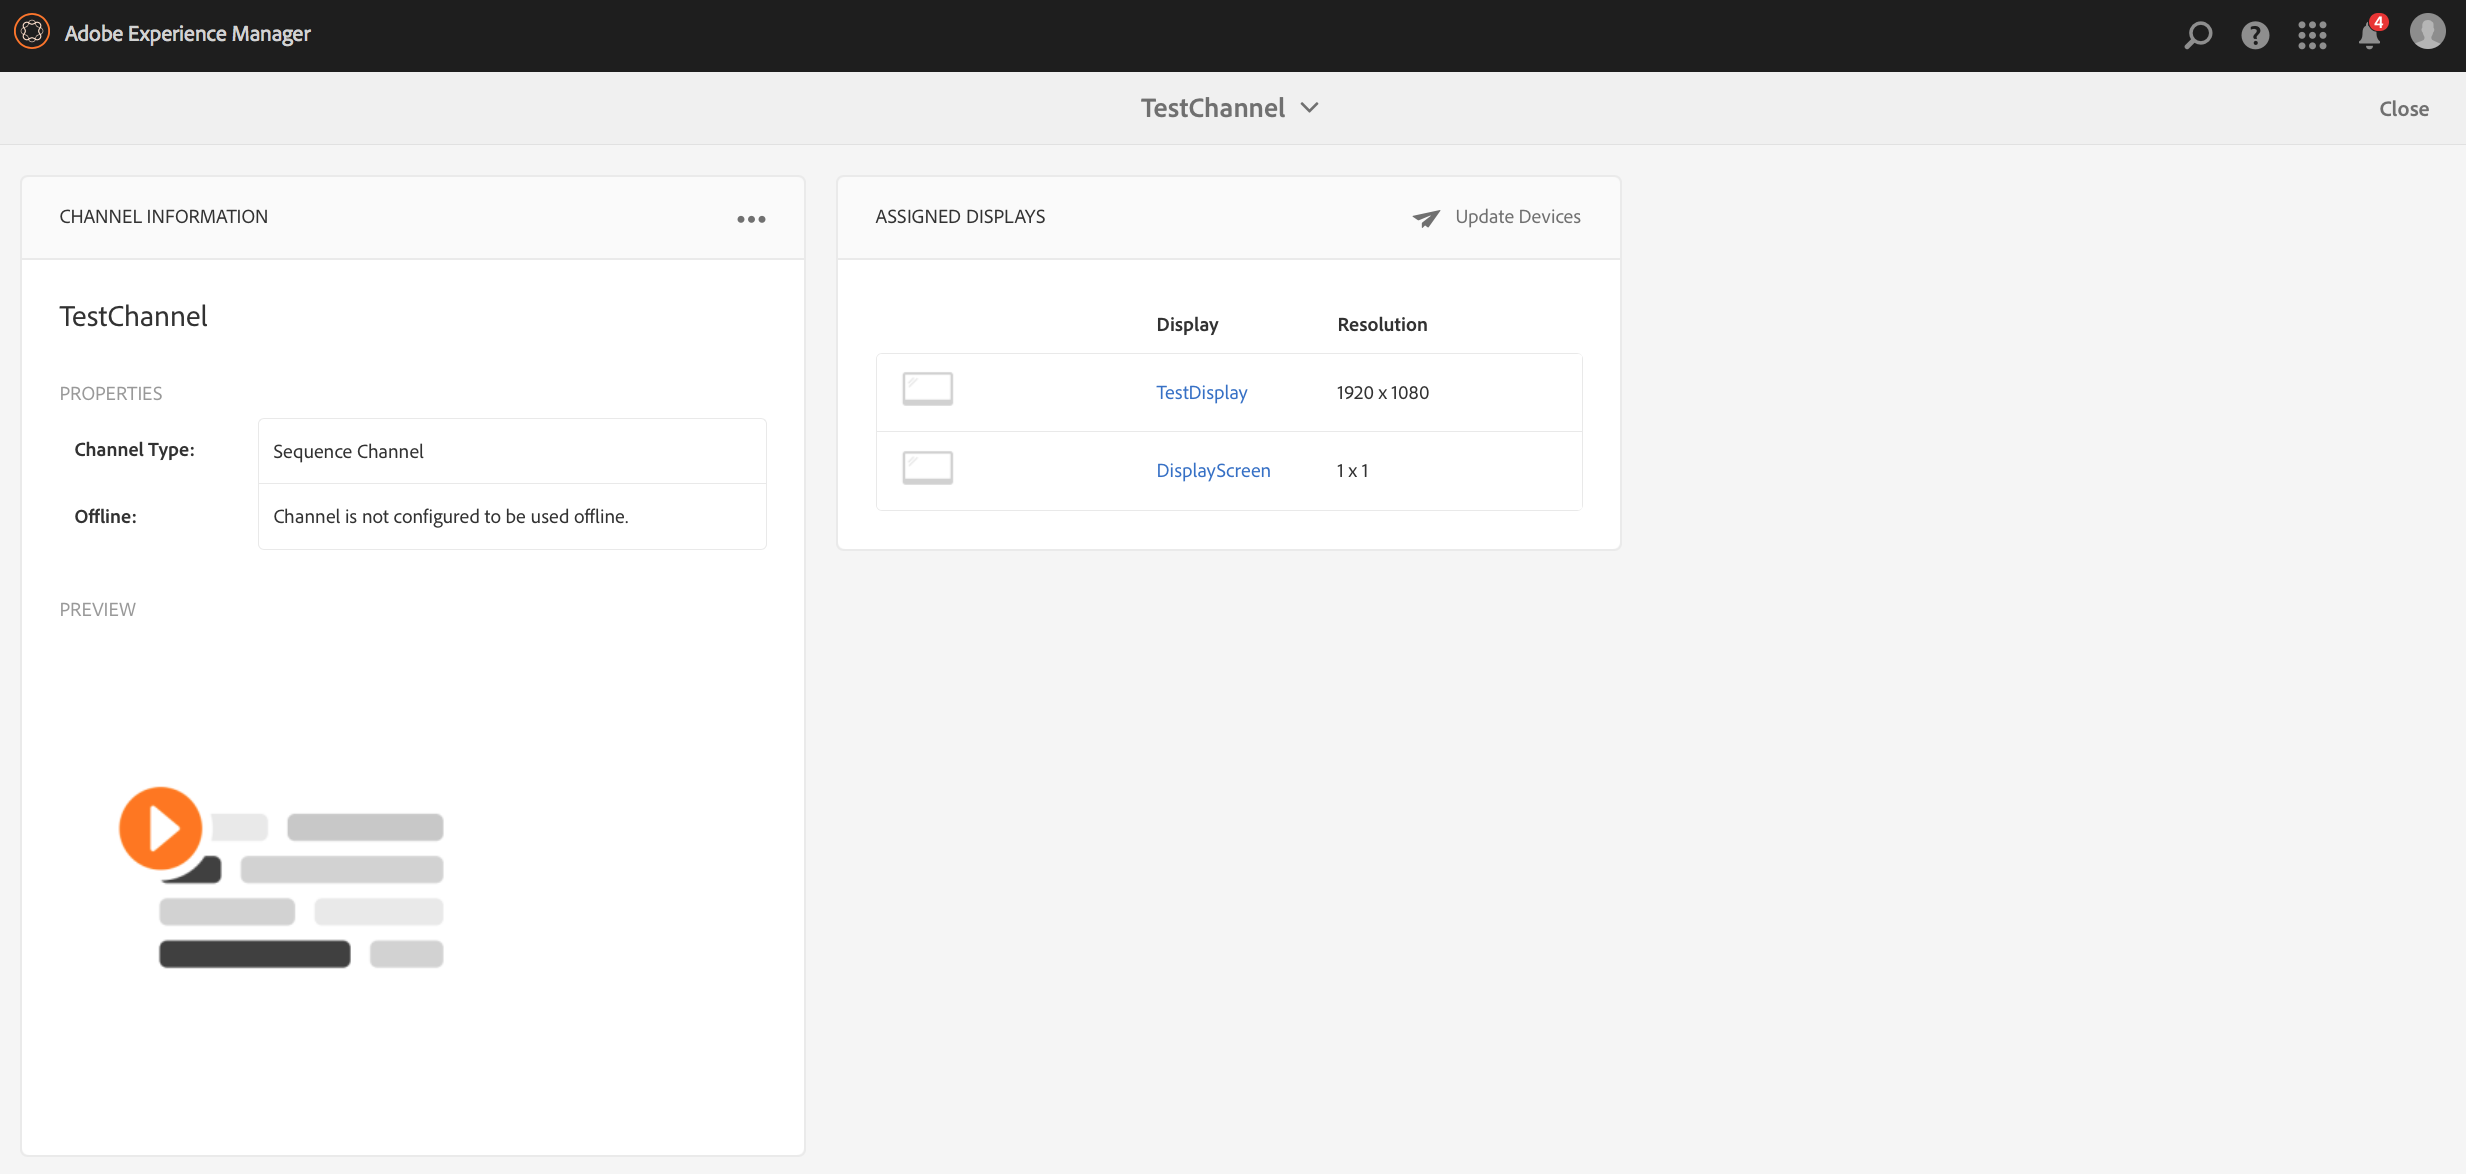 Adobe Experience Manager
4
TestChannel
Close
CHANNEL INFORMATION
TestChannel
PROPERTIES
Channel Type:
Sequence Channel
Offline:
Channel is not configured to be used offline.
PREVIEW
ASSIGNED DISPLAYS
Update Devices
Display Resolution
TestDisplay 1920 x 1080
DisplayScreen 1 x 1